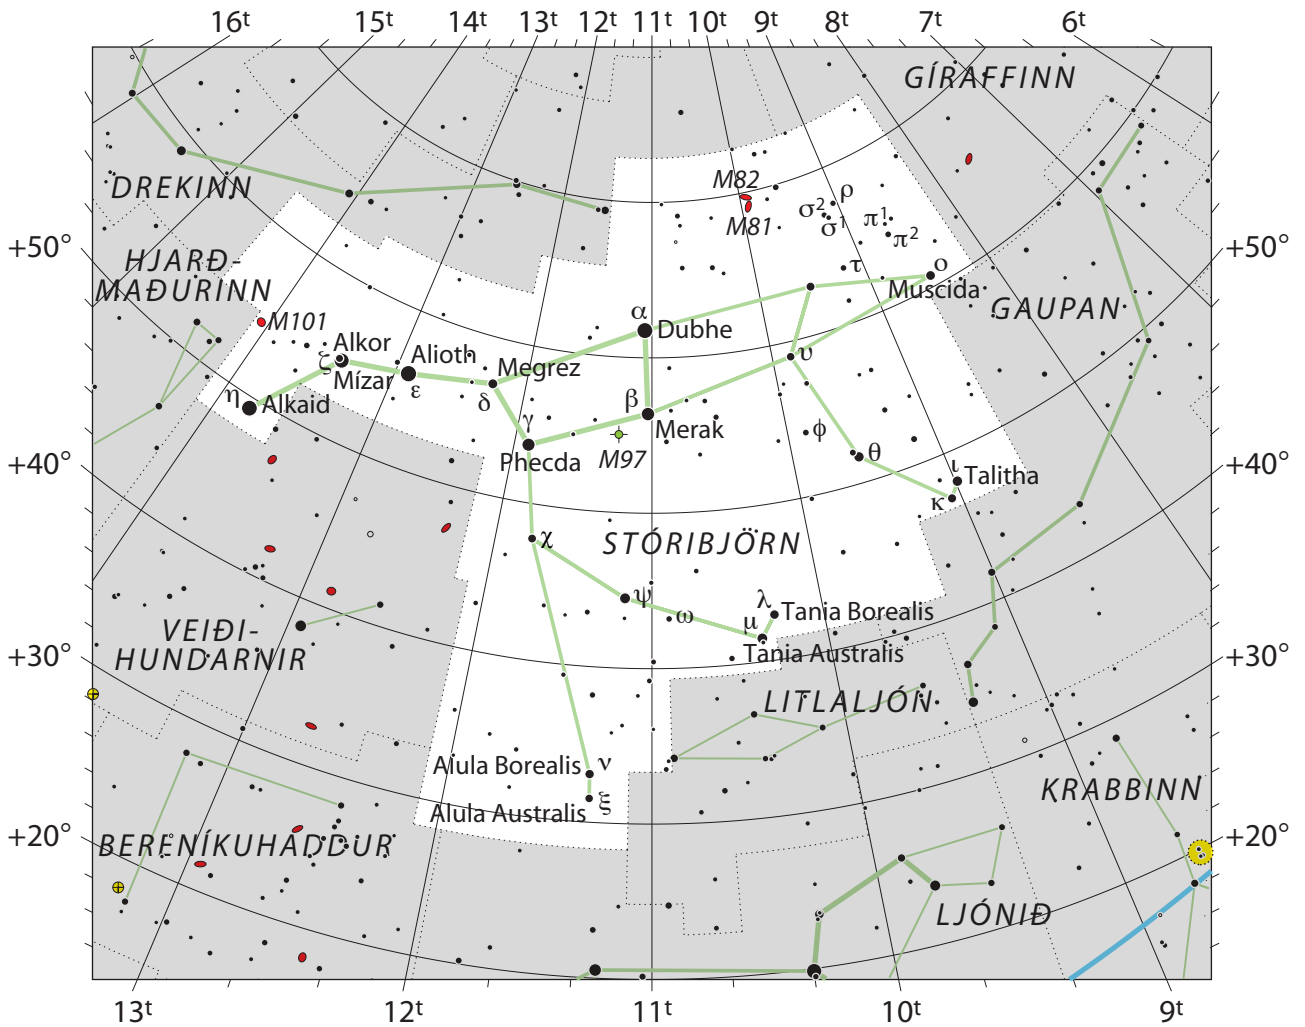 16ᵗ 15ᵗ 14ᵗ 13ᵗ 12ᵗ 11ᵗ 10ᵗ 9ᵗ 8ᵗ 7ᵗ 6ᵗ
GÍRAFFINN
DREKINN
M82
M81
ρ
σ² σ¹
π¹
π²
+50°
+50°
HJARÐ-
MAÐURINN
τ
ο
Muscida
GAUPAN
M101
α
Dubhe
Alkor
ζ
Mízar
Alioth
ε
Megrez
δ
υ
η
Alkaid
β
Merak
γ
Phecda
M97
φ
θ
+40°
+40°
ι
Talitha
κ
χ
STÓRIBJÖRN
ψ
ω
λ
Tania Borealis
μ
Tania Australis
VEIÐI-
HUNDARNIR
+30°
+30°
LITLALJÓN
Alula Borealis
ν
Alula Australis
ξ
KRABBINN
+20°
+20°
BERENÍKUHADDUR
LJÓNIÐ
13ᵗ 12ᵗ 11ᵗ 10ᵗ 9ᵗ